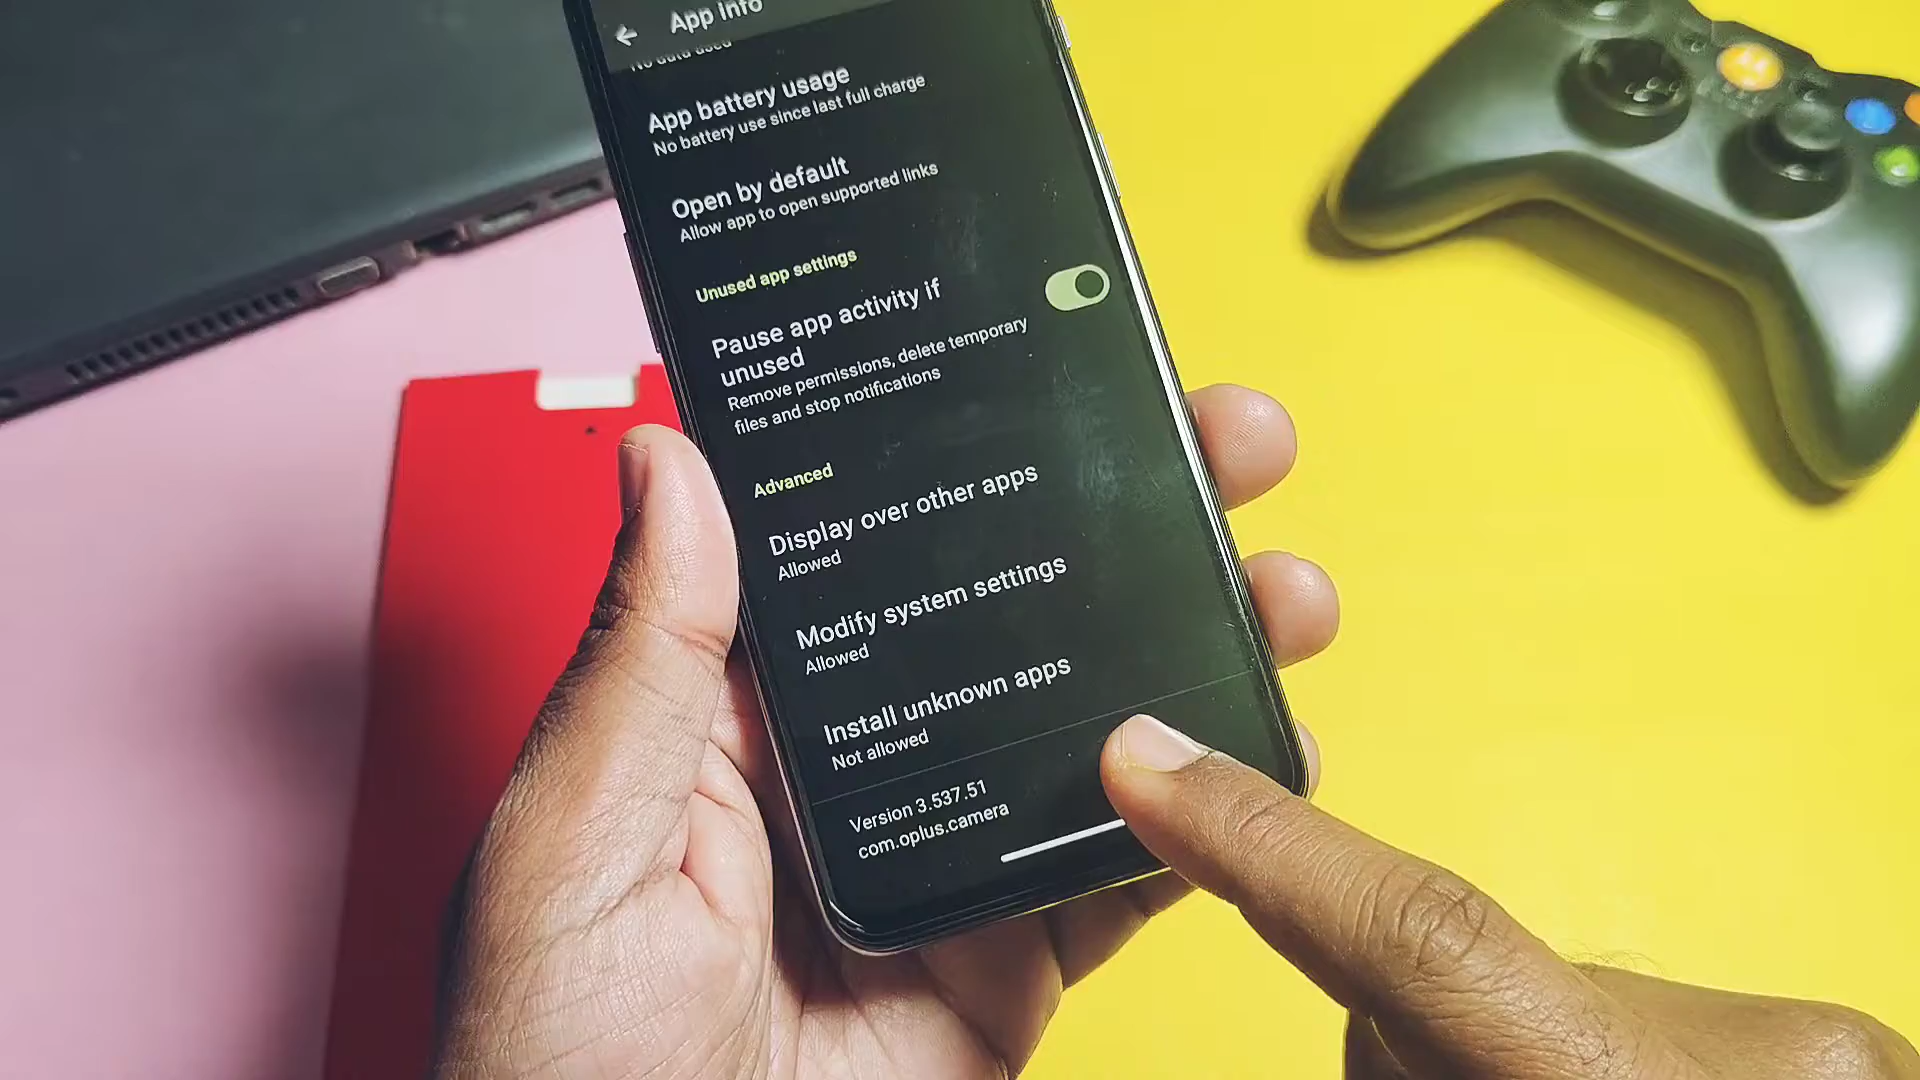 App info
No data used
App battery usage
No battery use since last full charge
Open by default
Allow app to open supported links
Unused app settings
Pause app activity if
unused
Remove permissions, delete temporary
files and stop notifications
Advanced
Display over other apps
Allowed
Modify system settings
Allowed
Install unknown apps
Not allowed
Version 3.537.51
com.oplus.camera